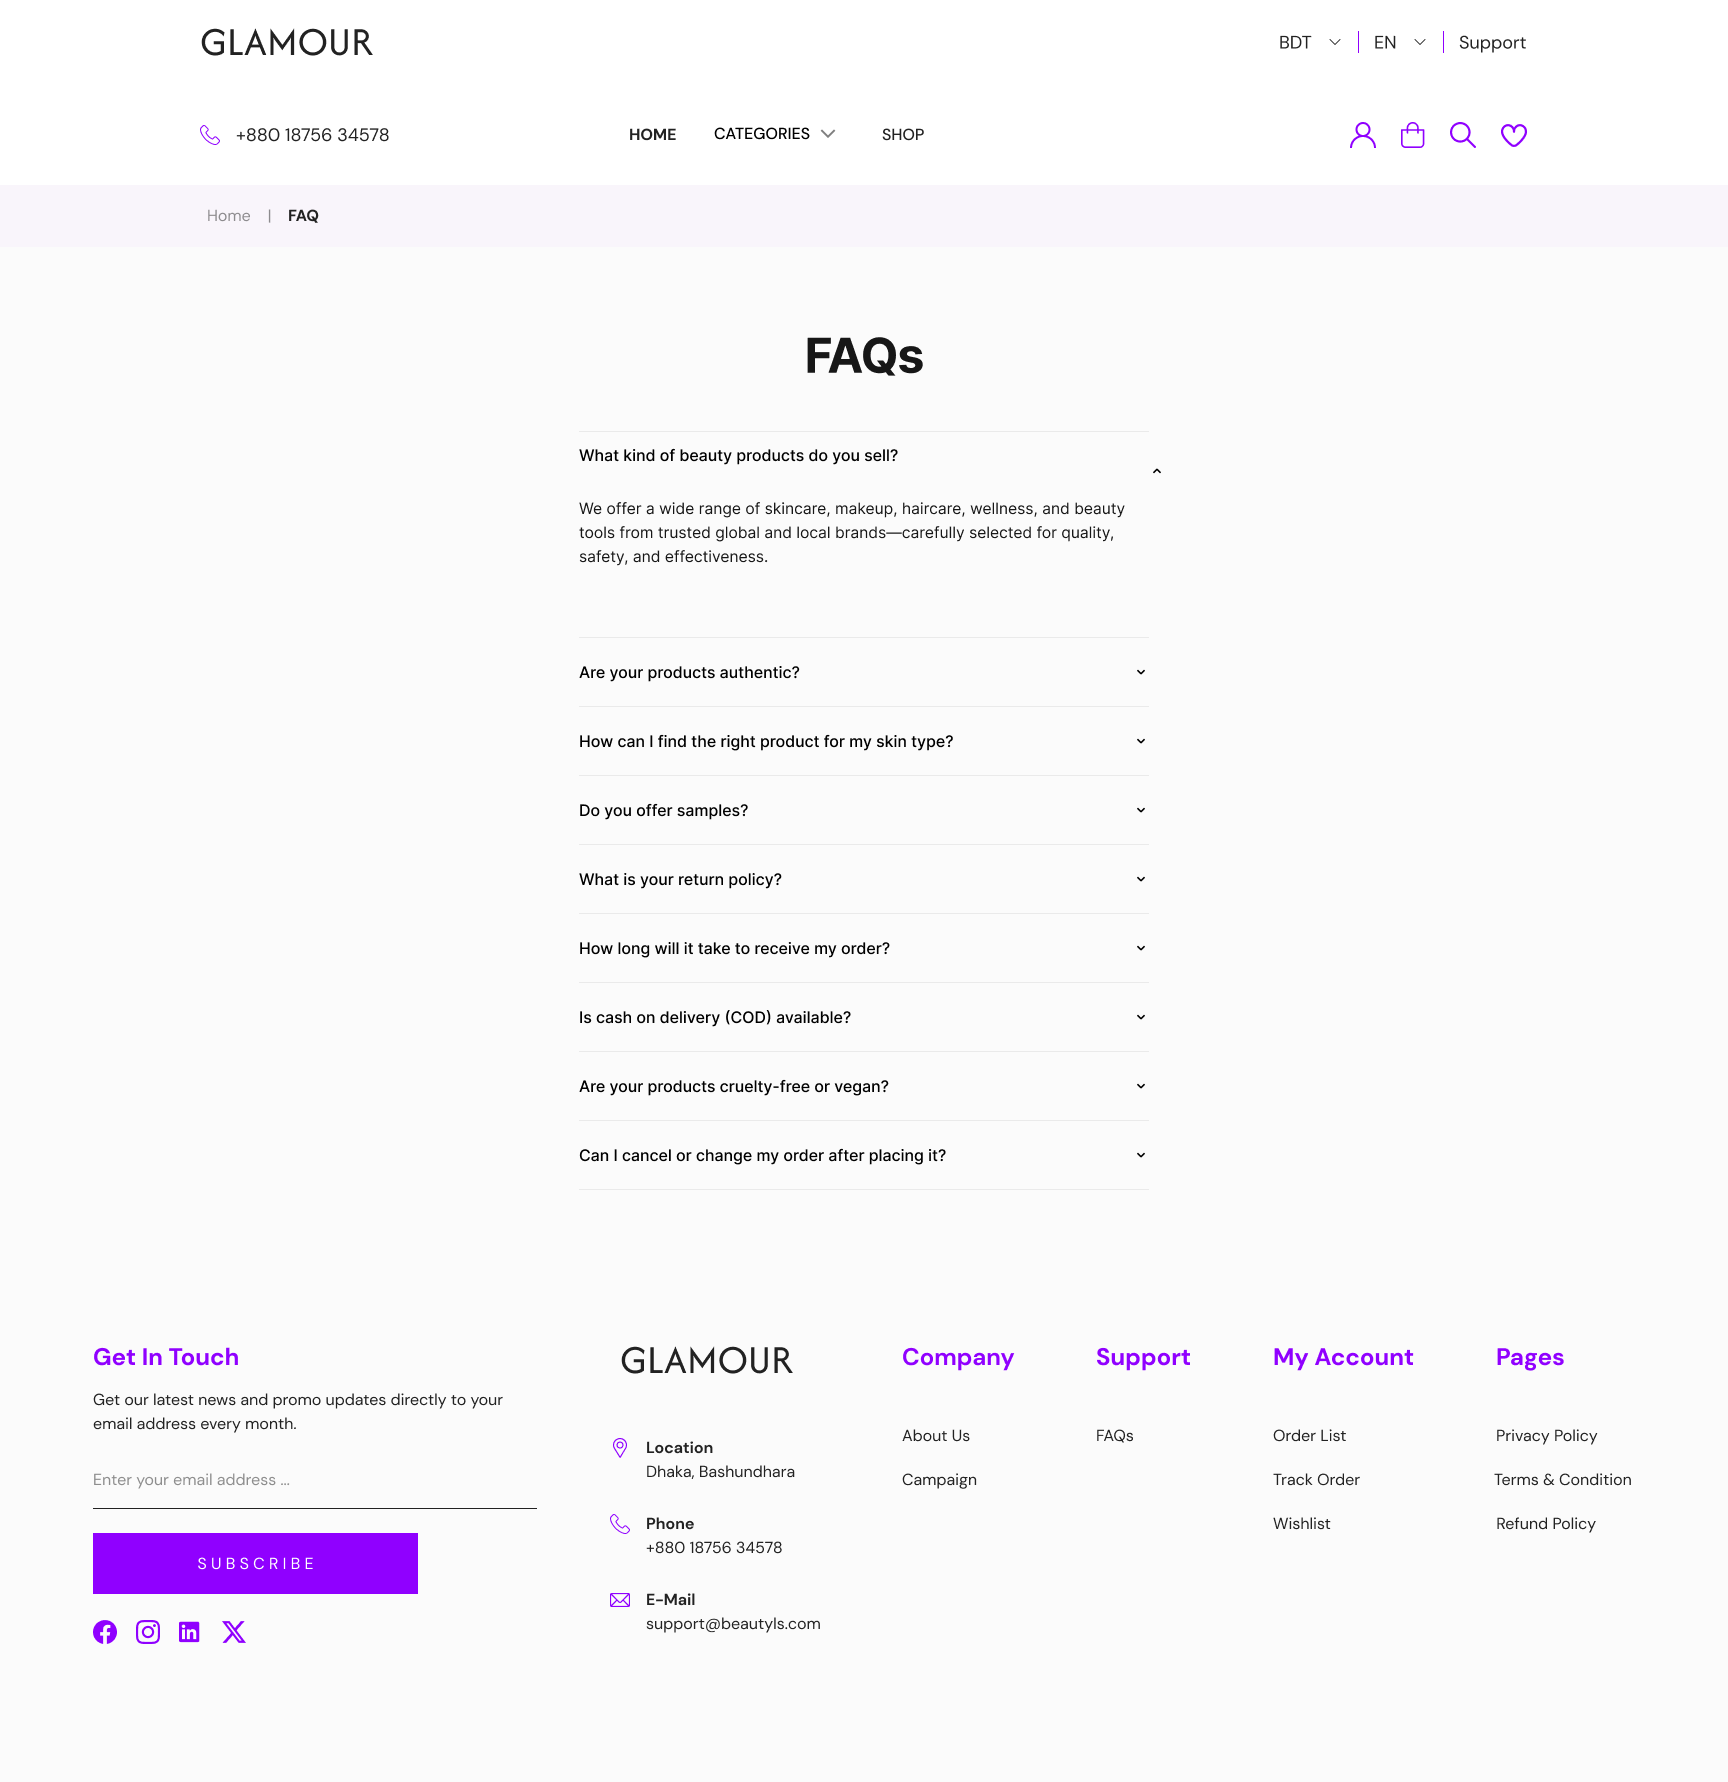 GLAMOUR
BDT
EN
Support
+880 18756 34578
HOME
CATEGORIES
SHOP
Home | FAQ
FAQs
What kind of beauty products do you sell?
We offer a wide range of skincare, makeup, haircare, wellness, and beauty
tools from trusted global and local brands—carefully selected for quality,
safety, and effectiveness.
Are your products authentic?
How can I find the right product for my skin type?
Do you offer samples?
What is your return policy?
How long will it take to receive my order?
Is cash on delivery (COD) available?
Are your products cruelty-free or vegan?
Can I cancel or change my order after placing it?
Get In Touch
Get our latest news and promo updates directly to your
email address every month.
Enter your email address ...
SUBSCRIBE
GLAMOUR
Location
Dhaka, Bashundhara
Phone
+880 18756 34578
E-Mail
support@beautyls.com
Company
About Us
Campaign
Support
FAQs
My Account
Order List
Track Order
Wishlist
Pages
Privacy Policy
Terms & Condition
Refund Policy